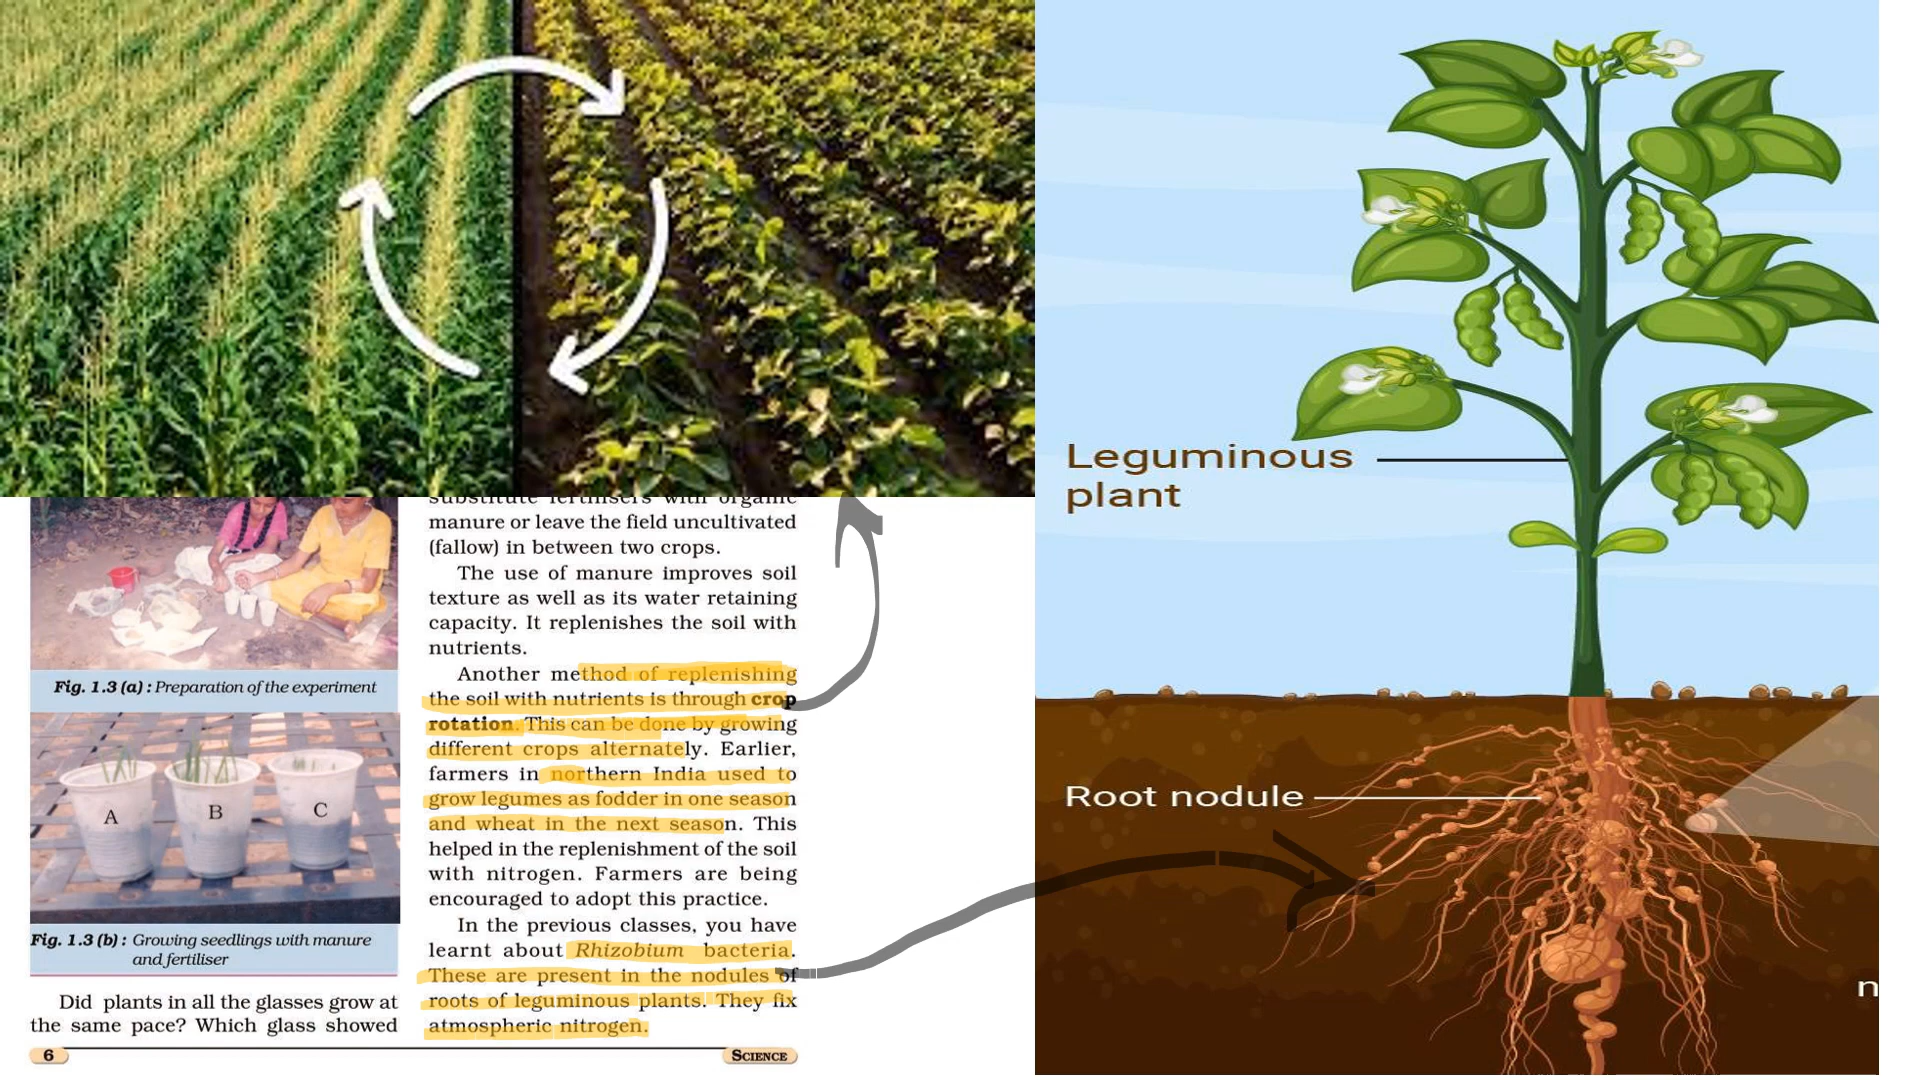 substitute fertilisers with organic
manure or leave the field uncultivated
(fallow) in between two crops.
The use of manure improves soil
texture as well as its water retaining
capacity. It replenishes the soil with
nutrients.
Another method of replenishing
the soil with nutrients is through crop
rotation. This can be done by growing
different crops alternately. Earlier,
farmers in northern India used to
grow legumes as fodder in one season
and wheat in the next season. This
helped in the replenishment of the soil
with nitrogen. Farmers are being
encouraged to adopt this practice.
In the previous classes, you have
learnt about Rhizobium bacteria.
These are present in the nodules of
roots of leguminous plants. They fix
atmospheric nitrogen.
Fig. 1.3 (a) : Preparation of the experiment
A
B
C
Fig. 1.3 (b) : Growing seedlings with manure
and fertiliser
Did plants in all the glasses grow at
the same pace? Which glass showed
6
SCIENCE
Leguminous
plant
Root nodule
n